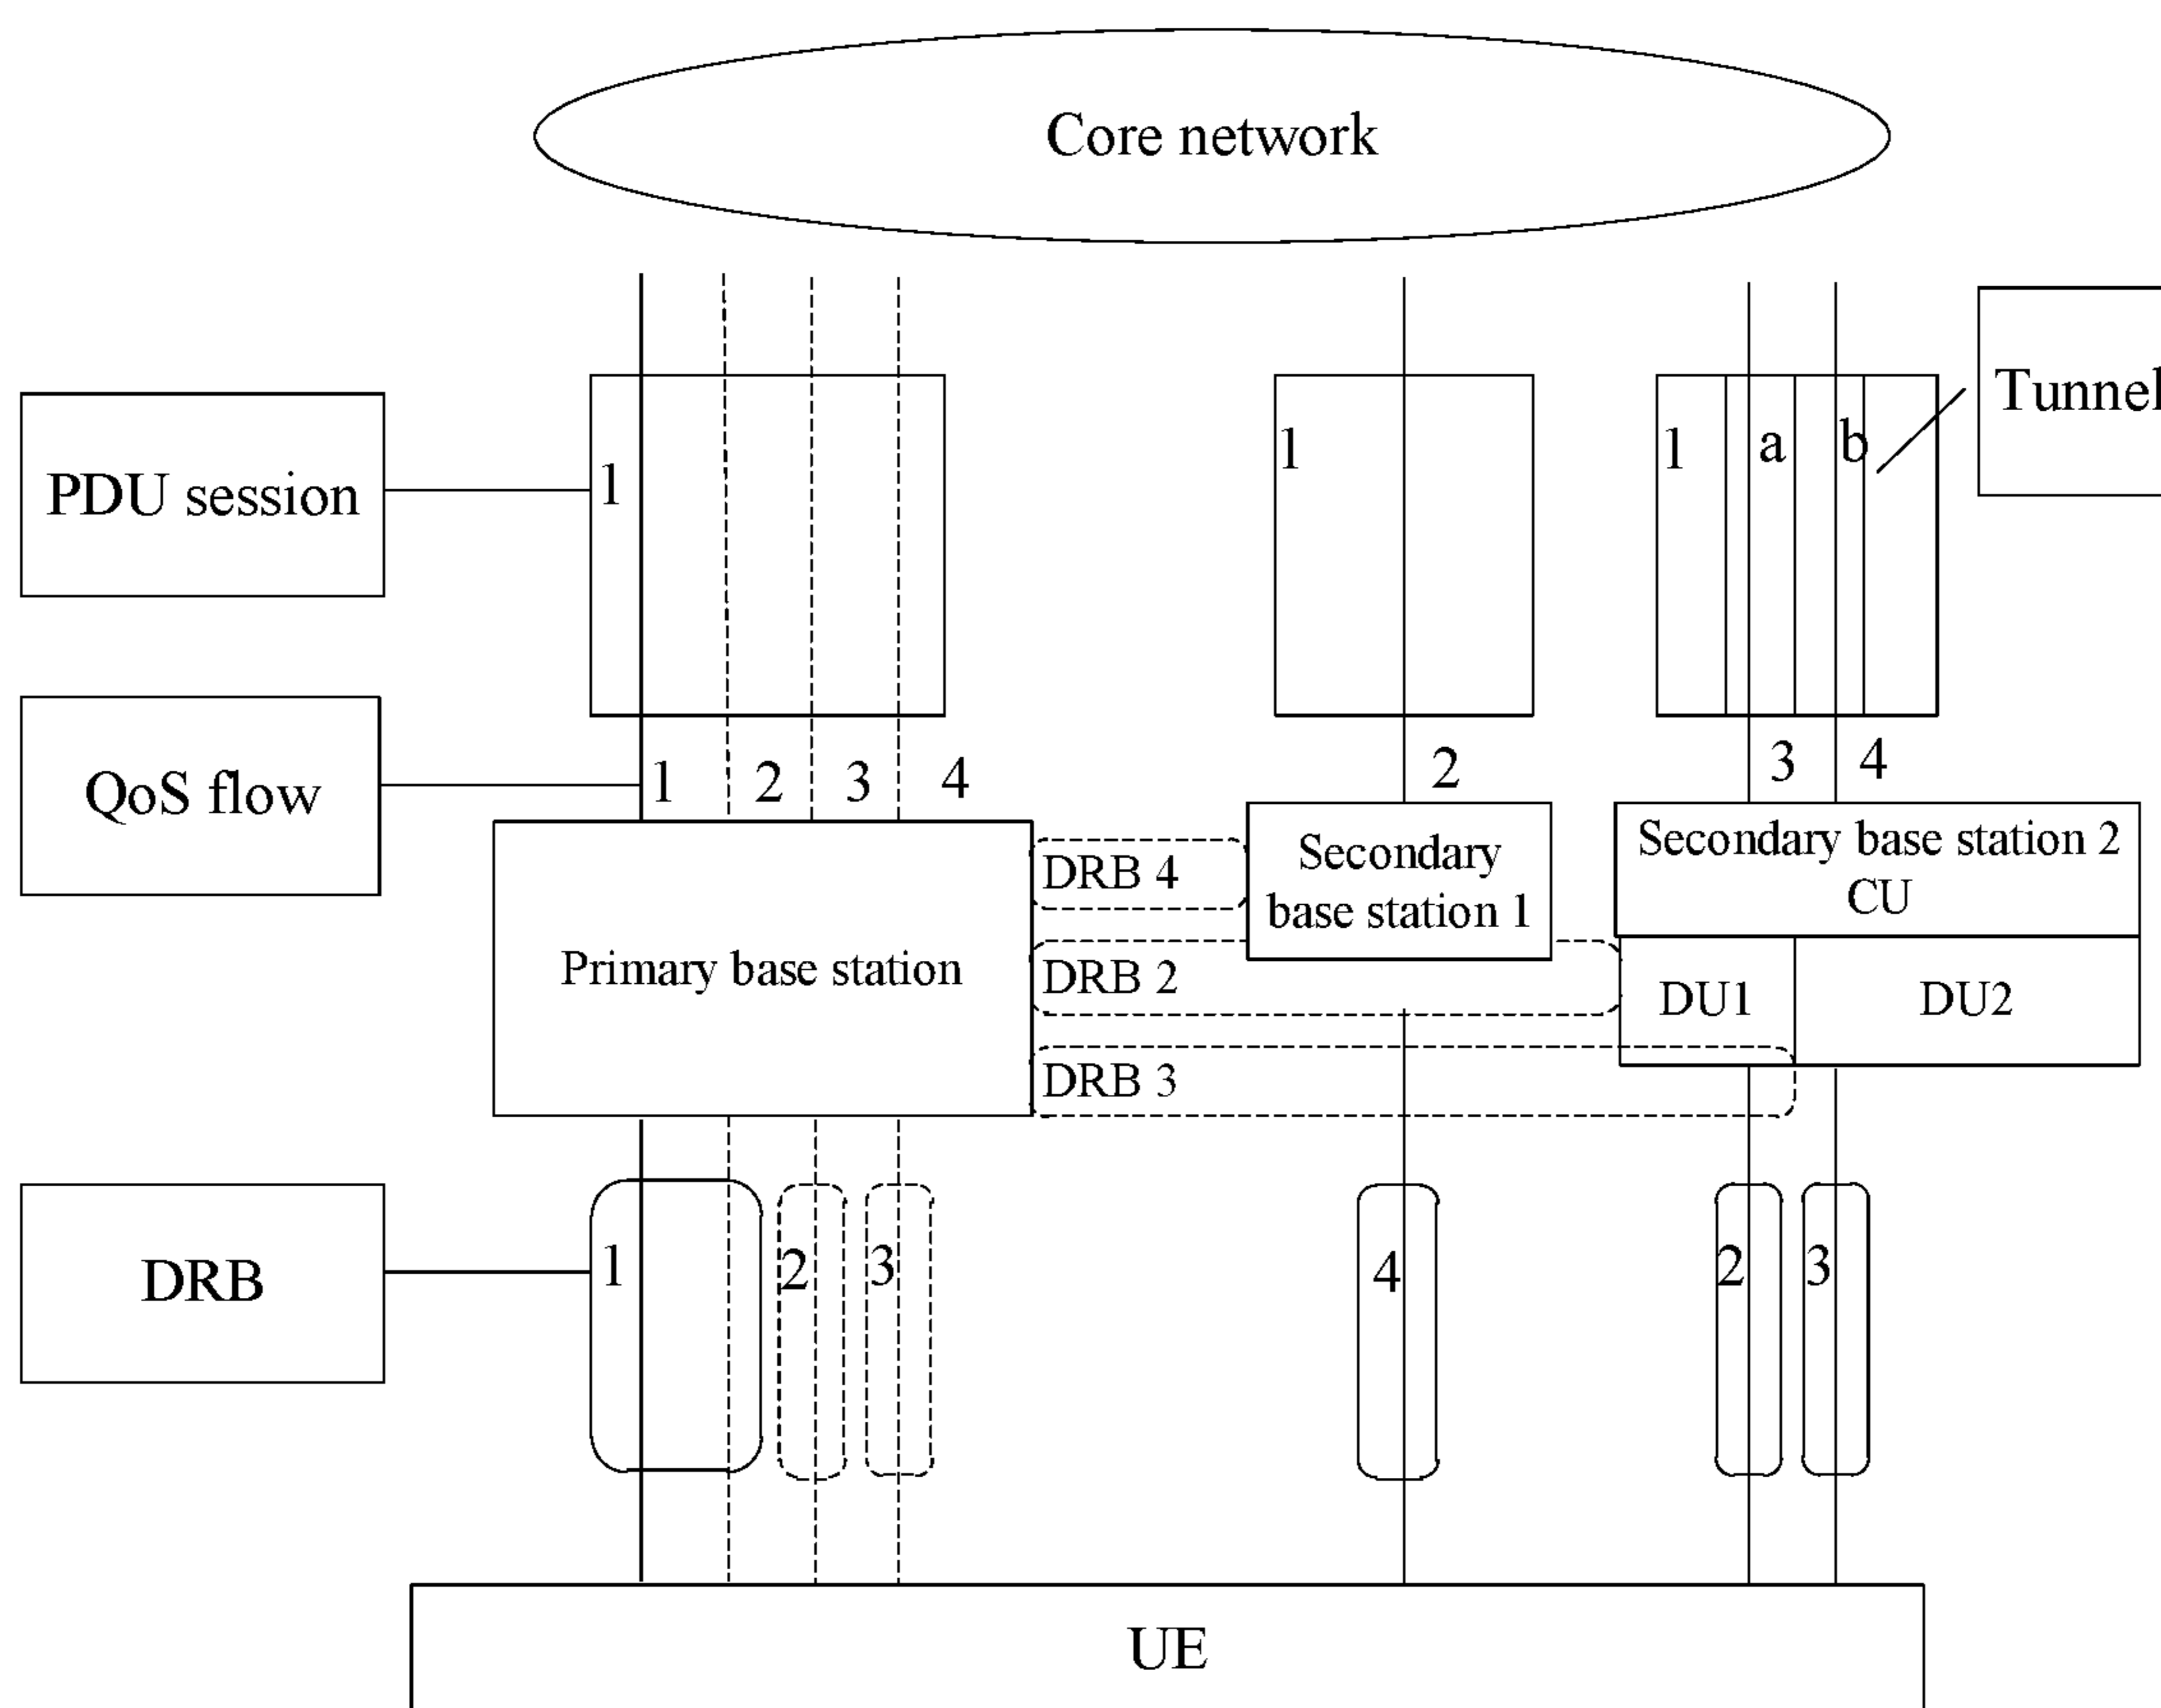 Core network
Tunnel
PDU session
1
1
1
a
b
QoS flow
1
2
3
4
2
3
4
Primary base station
DRB 4
DRB 2
DRB 3
Secondary
base station 1
Secondary base station 2
CU
DU1
DU2
DRB
1
2
3
4
2
3
UE